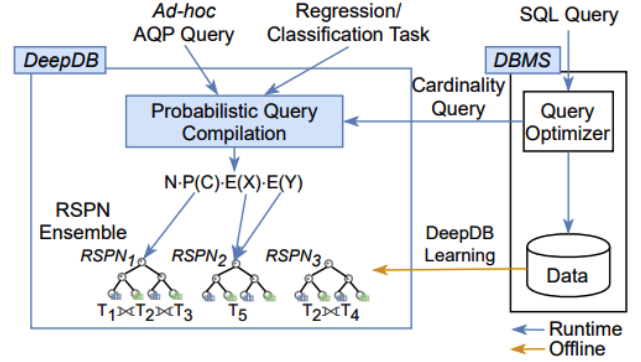 Ad-hoc
AQP Query
Regression/
Classification Task
SQL Query
DeepDB
DBMS
Probabilistic Query
Compilation
Cardinality
Query
Query
Optimizer
N·P(C)·E(X)·E(Y)
RSPN
Ensemble
RSPN1
RSPN2
RSPN3
DeepDB
Learning
Data
T1⋈T2⋈T3
T5
T2⋈T4
Runtime
Offline